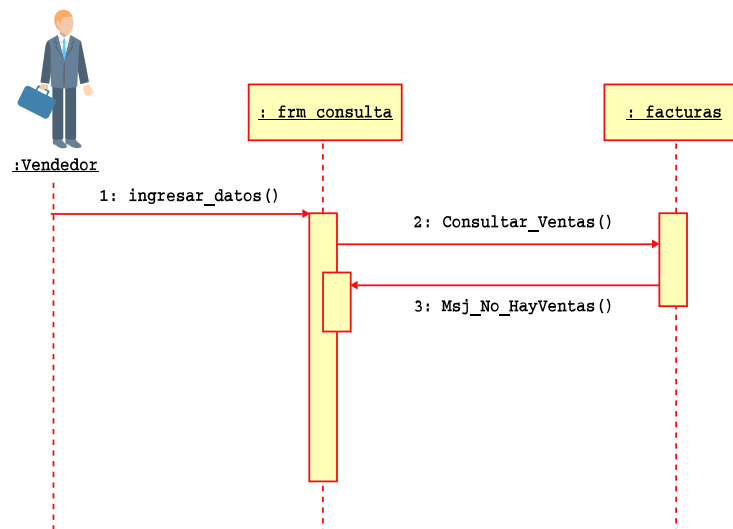 : frm consulta
: facturas
:Vendedor
1: ingresar_datos()
2: Consultar_Ventas()
3: Msj_No_HayVentas()